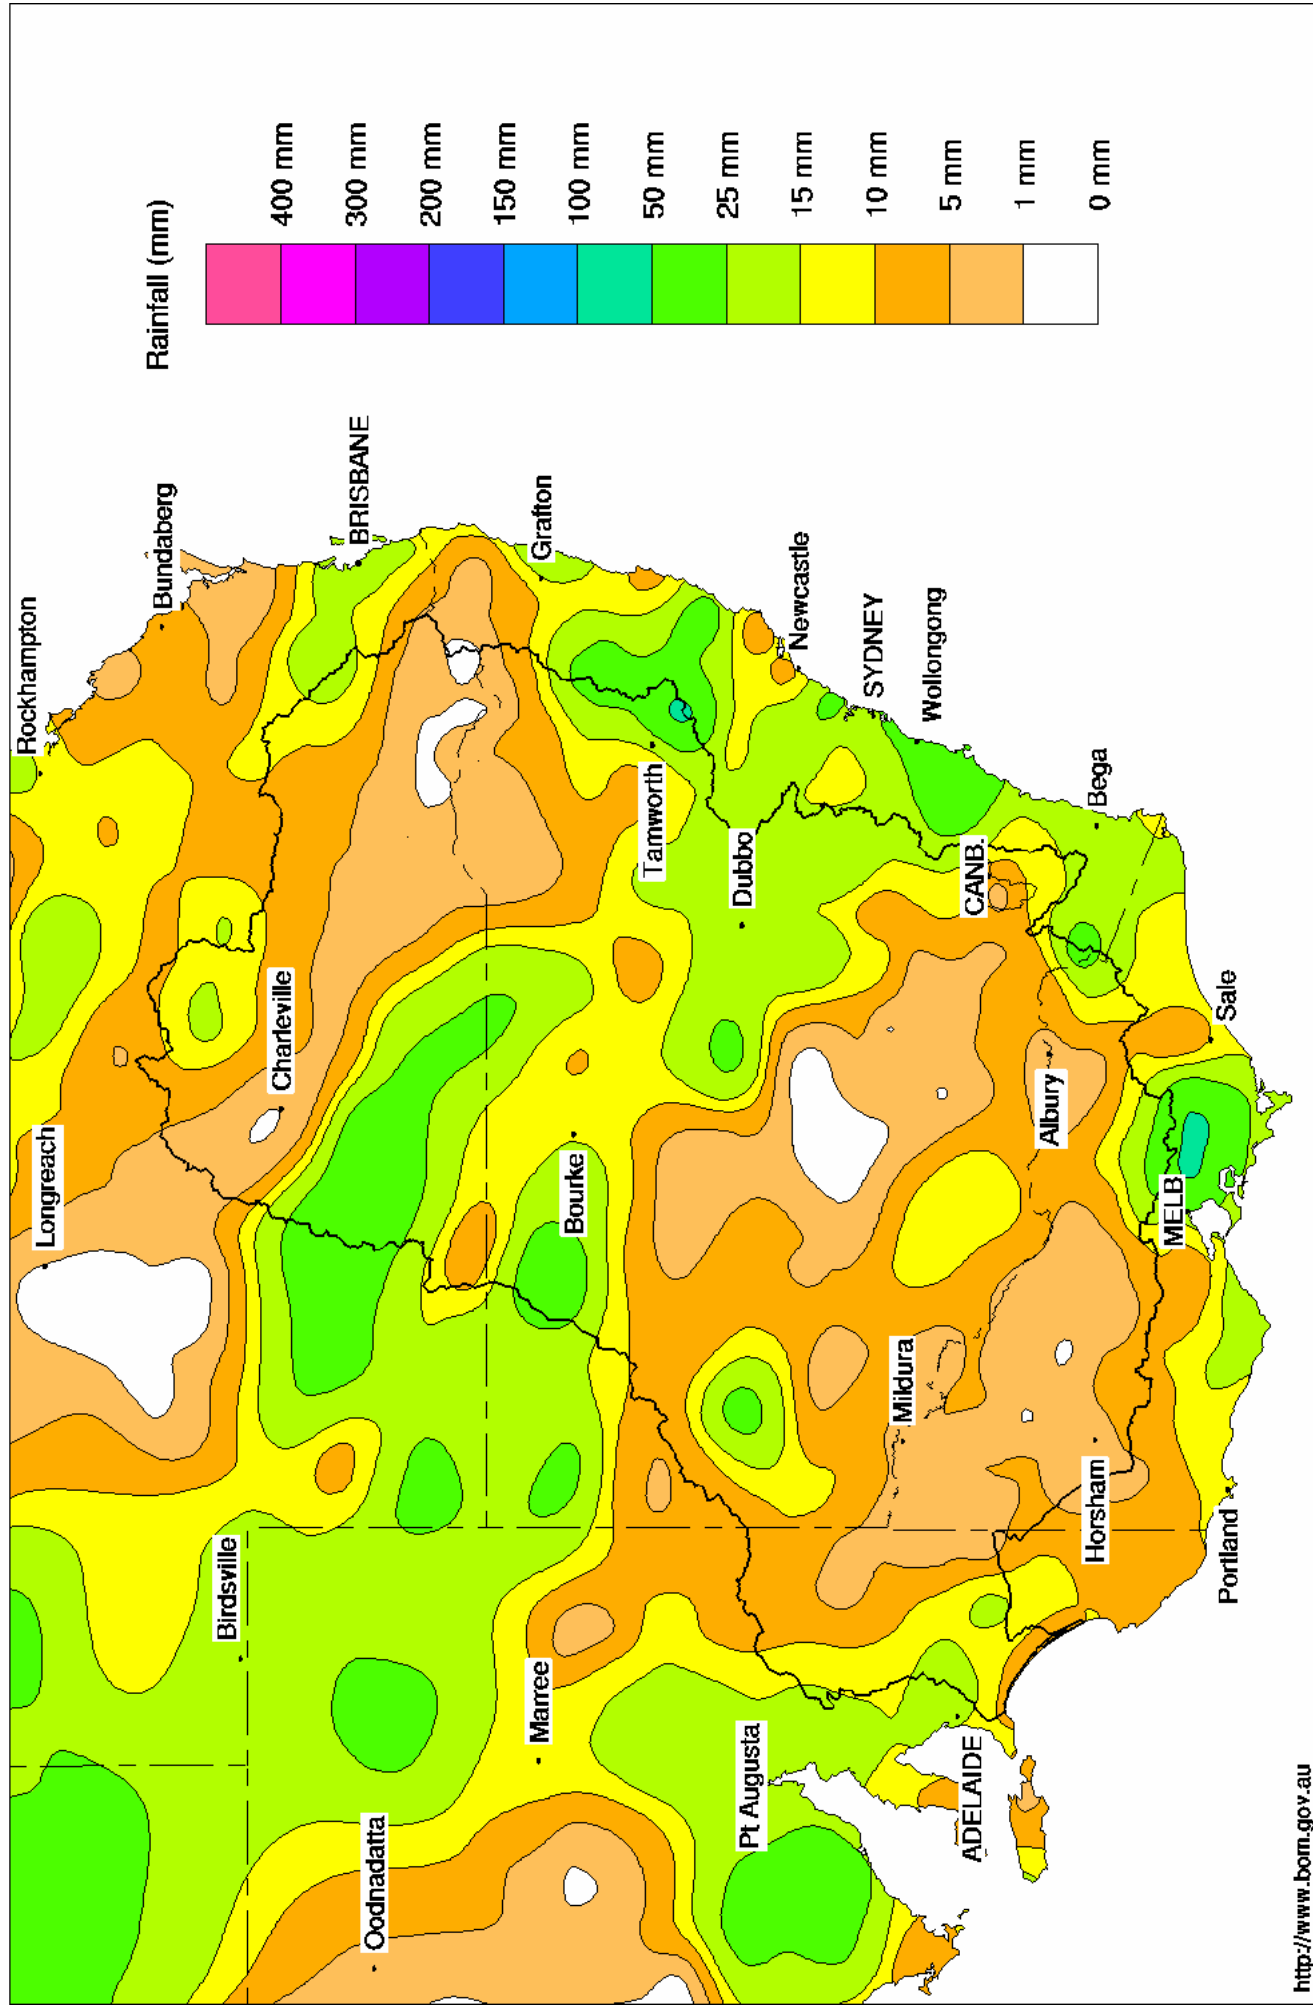 Rainfall (mm)
400 mm
300 mm
200 mm
150 mm
100 mm
50 mm
25 mm
15 mm
10 mm
5 mm
1 mm
0 mm
Rockhampton
Bundaberg
Longreach
BRISBANE
Charleville
Birdsville
Grafton
Oodnadatta
Bourke
Marree
Tamworth
Newcastle
Dubbo
Pt Augusta
SYDNEY
Wollongong
Mildura
CANB.
ADELAIDE
Albury
Bega
Horsham
MELB
Sale
Portland
http://www.bom.gov.au